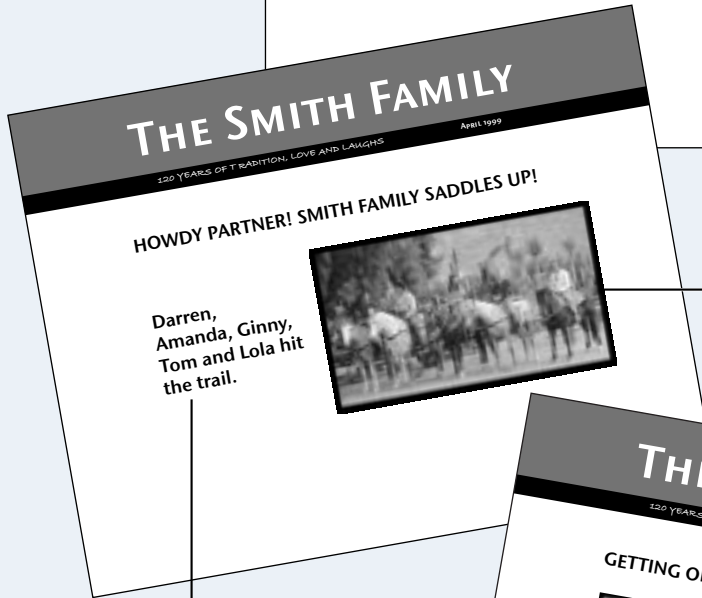 THE SMITH FAMILY
120 YEARS OF T RADITION, LOVE AND LAUGHS
APRIL 1999
HOWDY PARTNER! SMITH FAMILY SADDLES UP!
Darren,
Amanda, Ginny,
Tom and Lola hit
the trail.
TH
120 YEARS
GETTING O